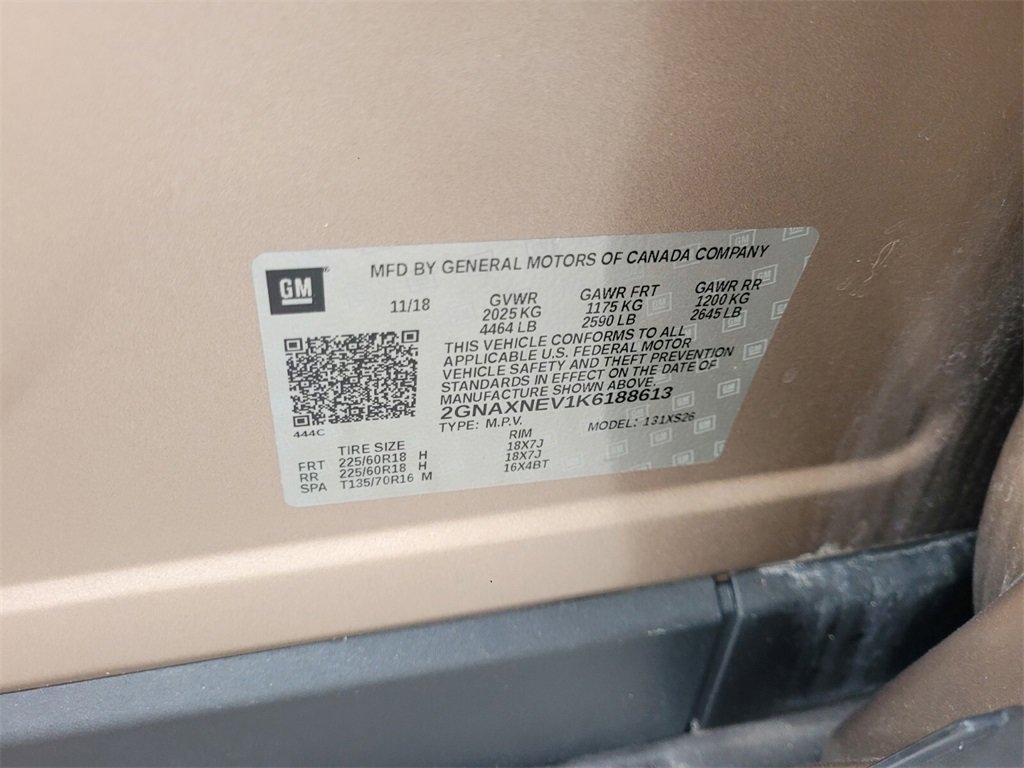 GM
MFD BY GENERAL MOTORS OF CANADA COMPANY
11/18 GVWR GAWR FRT GAWR RR
2025 KG 1175 KG 1200 KG
4464 LB 2590 LB 2645 LB
THIS VEHICLE CONFORMS TO ALL
APPLICABLE U.S. FEDERAL MOTOR
VEHICLE SAFETY AND THEFT PREVENTION
STANDARDS IN EFFECT ON THE DATE OF
MANUFACTURE SHOWN ABOVE.
2GNAXNEV1K6188613
TYPE: M.P.V. MODEL: 131XS26
444C
TIRE SIZE RIM
FRT 225/60R18 H 18X7J
RR 225/60R18 H 18X7J
SPA T135/70R16 M 16X4BT